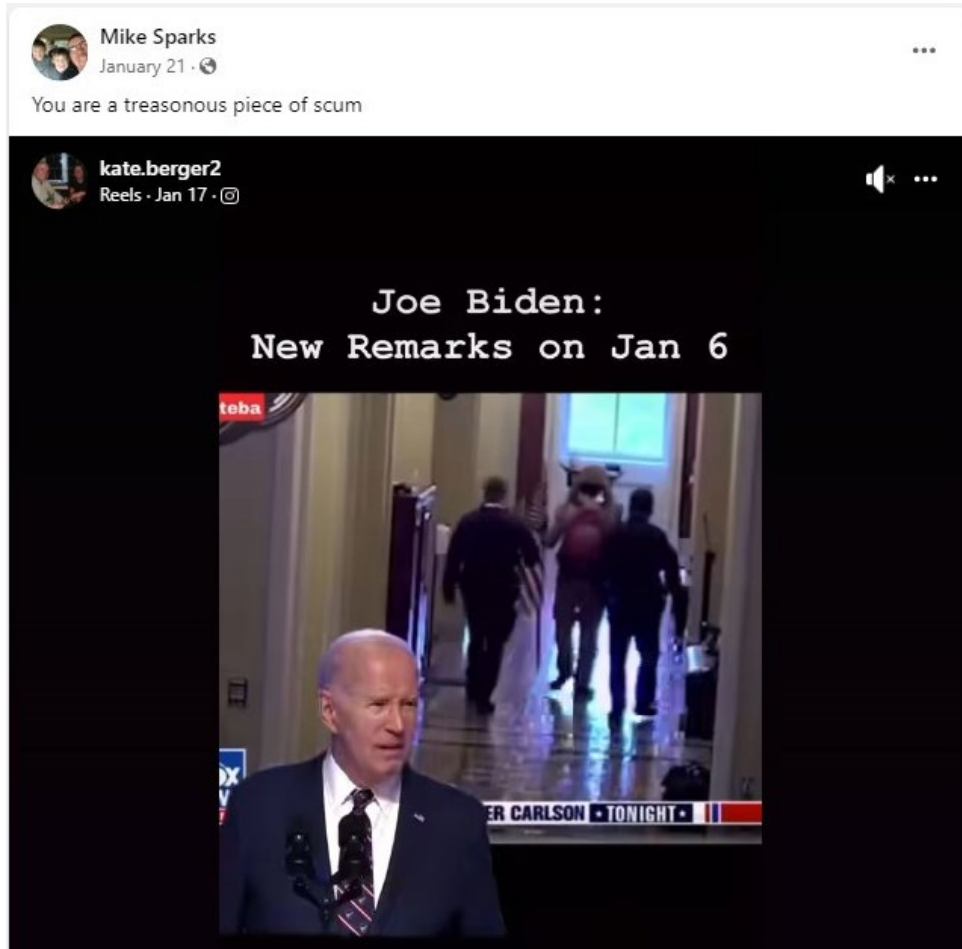 Mike Sparks
January 21 ·
You are a treasonous piece of scum
kate.berger2
Reels · Jan 17 ·
Joe Biden:
New Remarks on Jan 6
teba
OX
ER CARLSON • TONIGHT •